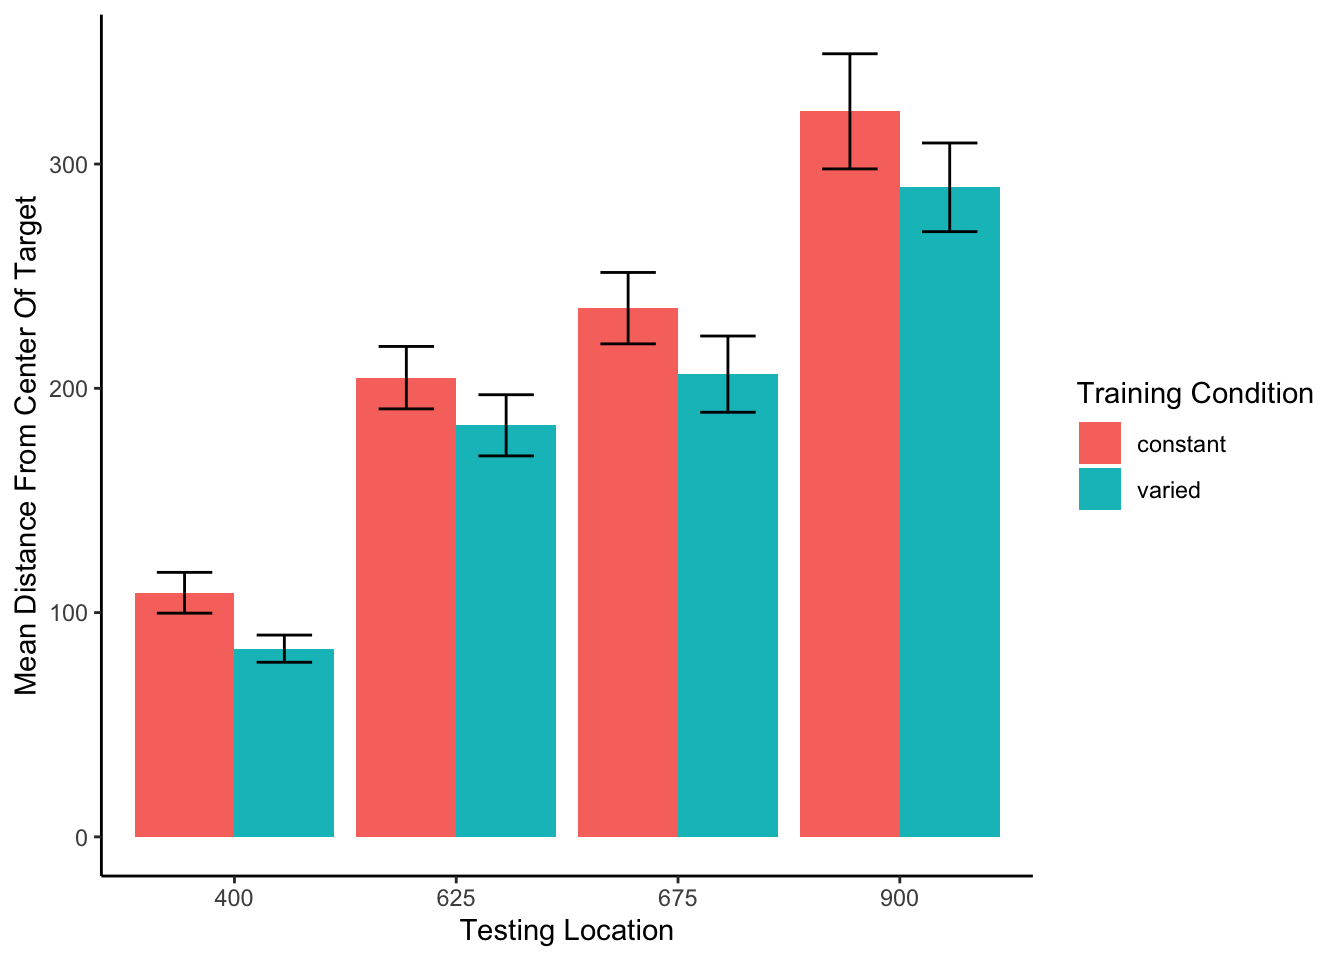 Mean Distance From Center Of Target
300
200
100
0
400 625 675 900
Testing Location
Training Condition
constant
varied